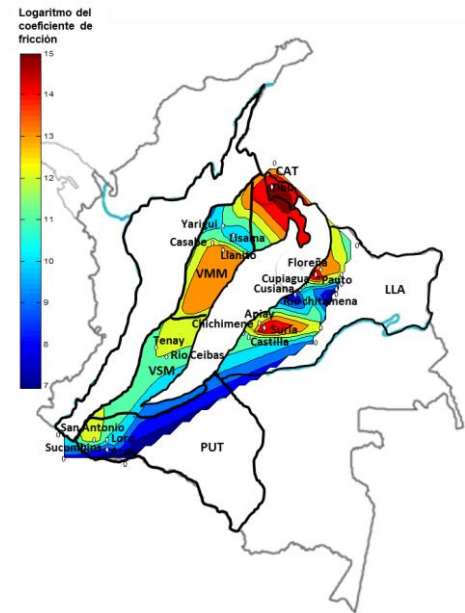 Logaritmo del
coeficiente de
fricción
15
14
13
12
11
10
9
8
7
CAT
Tibú
Yarigui
Lisama
Casabe
Llanito
Floreña
VMM
Cupiagua
Pauto
Cusiana
LLA
Rio chitamena
Apiay
Chichimene
Suria
Castilla
Tenay
Rio Ceibas
VSM
San Antonio
Loro
Sucumbios
PUT